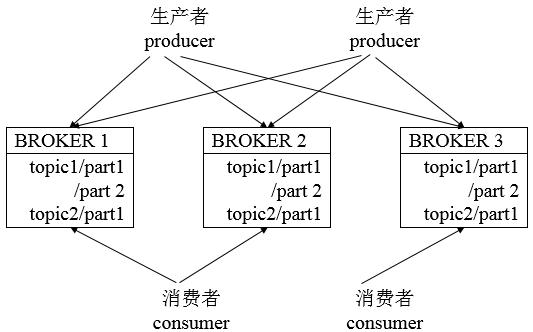 生产者 生产者
producer producer
BROKER 1 BROKER 2 BROKER 3
topic1/part1 topic1/part1 topic1/part1
/part 2 /part 2 /part 2
topic2/part1 topic2/part1 topic2/part1
消费者 消费者
consumer consumer